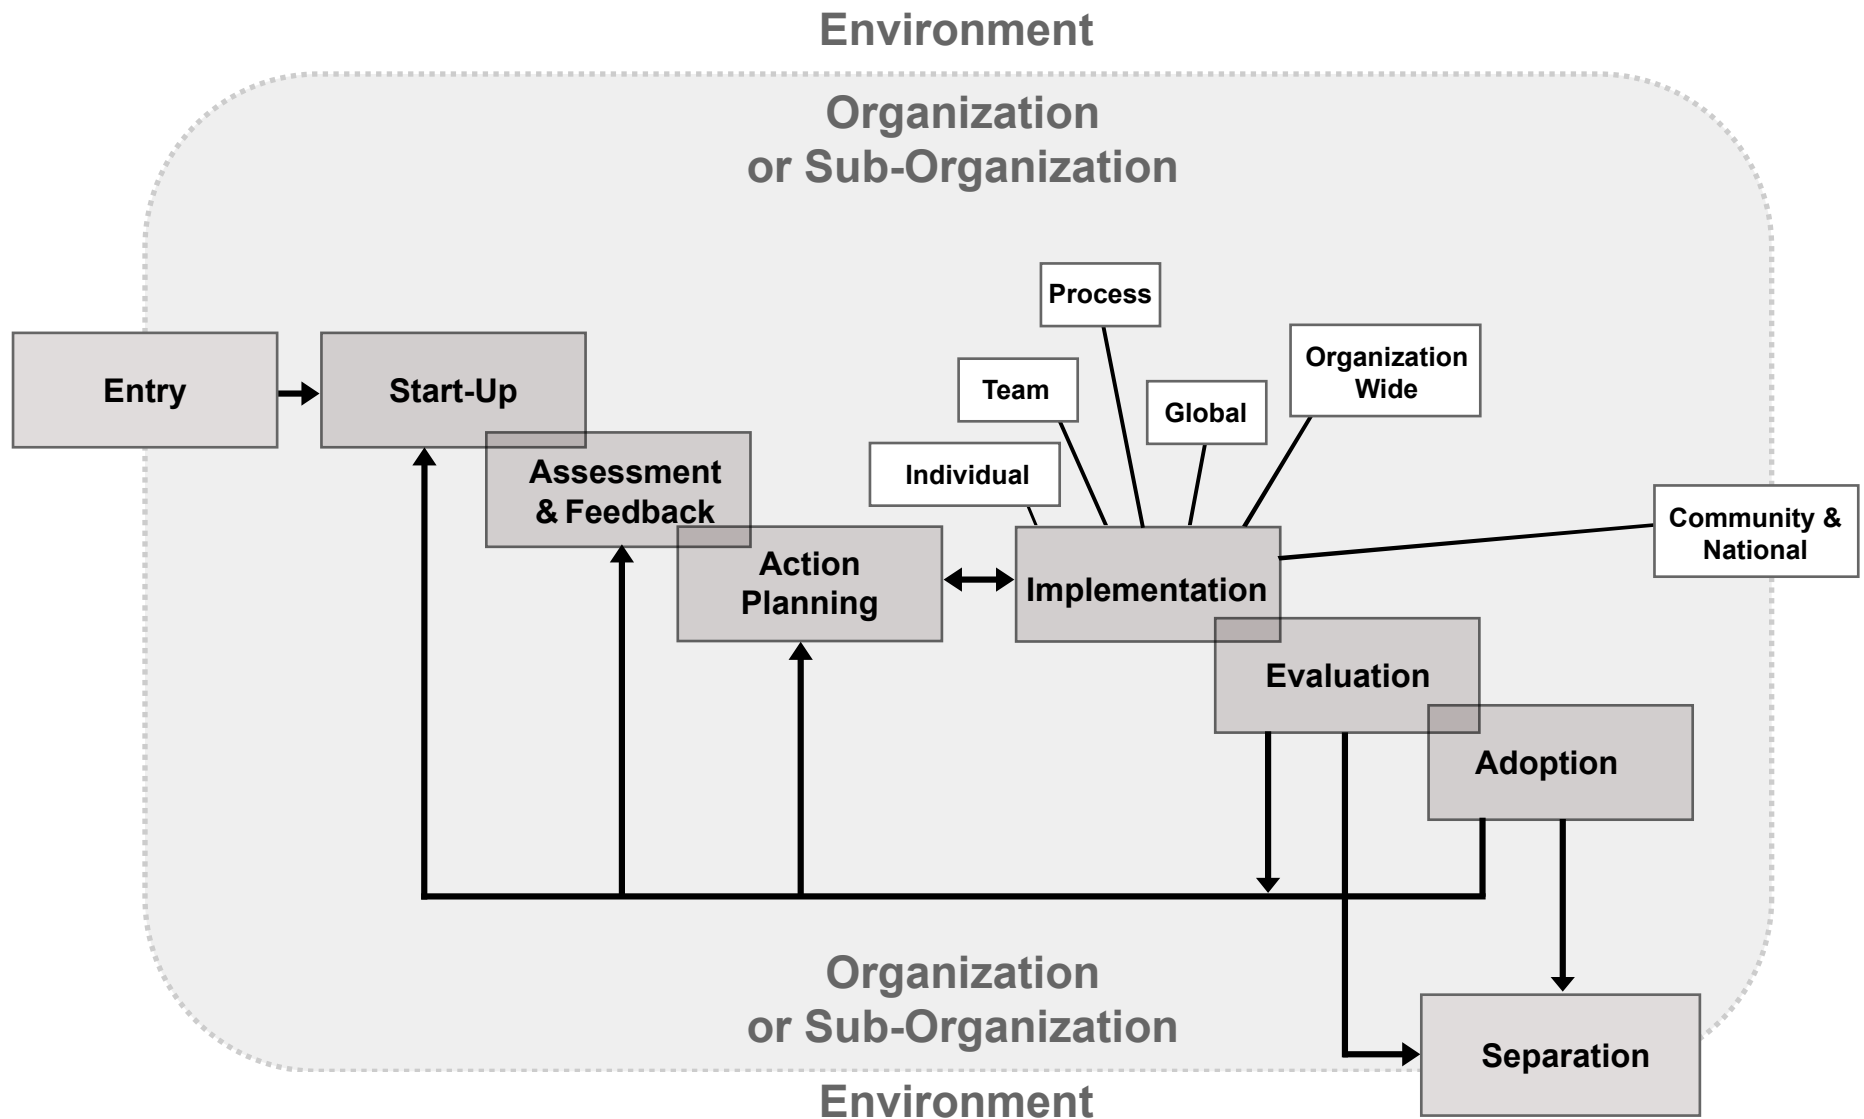 Environment
Organization
or Sub-Organization
Process
Organization
Wide
Team
Global
Entry
Start-Up
Individual
Assessment
& Feedback
Community &
National
Action
Planning
Implementation
Evaluation
Adoption
Organization
or Sub-Organization
Separation
Environment